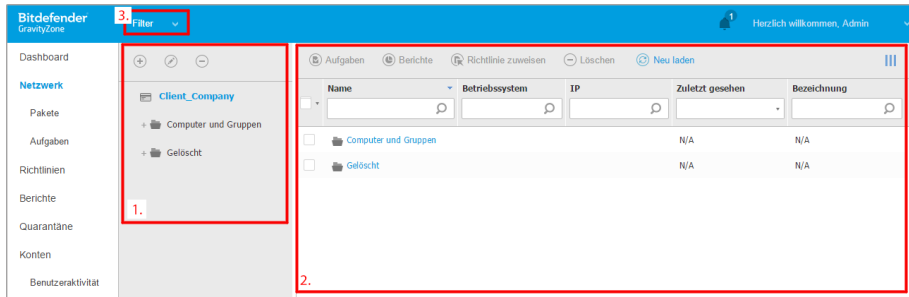 Bitdefender
GravityZone
3.
Filter
1
Herzlich willkommen, Admin
Dashboard
Netzwerk
Pakete
Aufgaben
Richtlinien
Berichte
Quarantäne
Konten
Benutzeraktivität
Client_Company
Computer und Gruppen
Gelöscht
1.
Aufgaben Berichte Richtlinie zuweisen Löschen Neu laden
Name Betriebssystem IP Zuletzt gesehen Bezeichnung
Computer und Gruppen N/A N/A
Gelöscht N/A N/A
2.